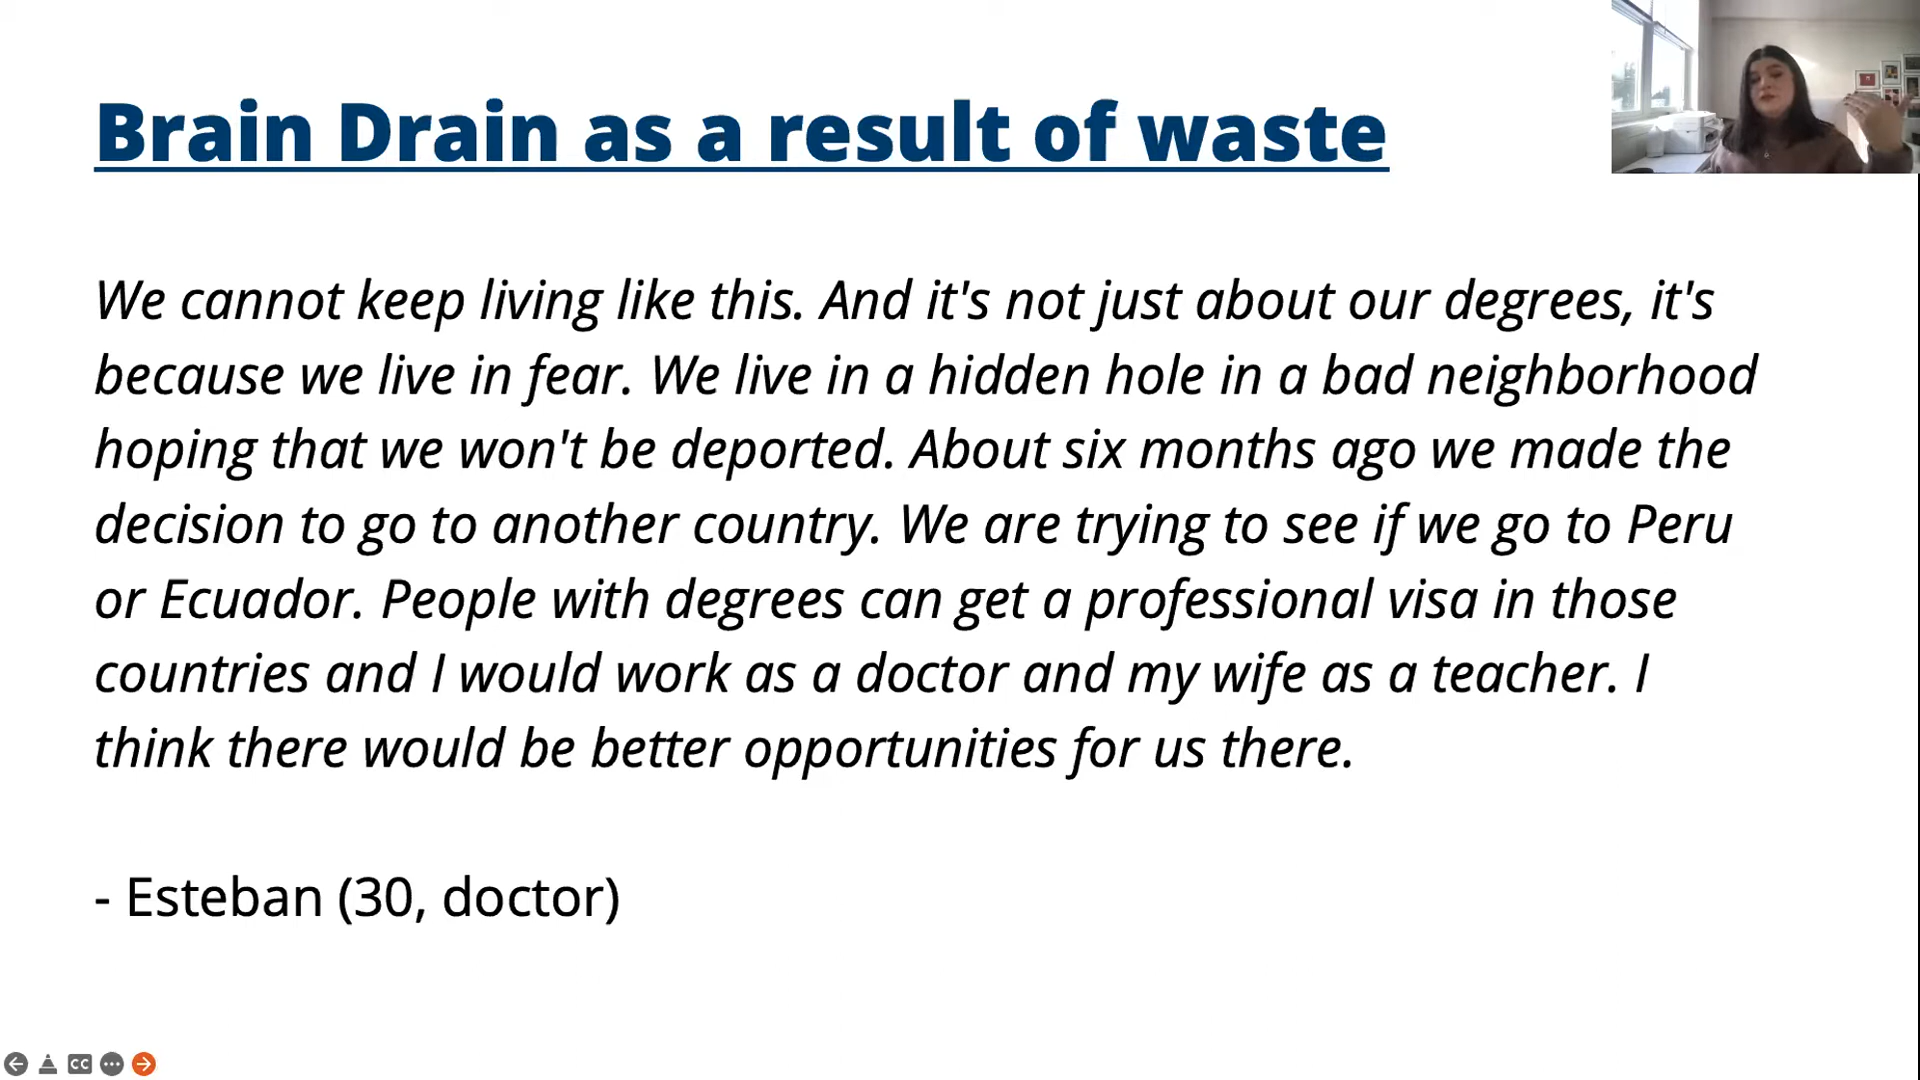 Brain Drain as a result of waste
We cannot keep living like this. And it's not just about our degrees, it's
because we live in fear. We live in a hidden hole in a bad neighborhood
hoping that we won't be deported. About six months ago we made the
decision to go to another country. We are trying to see if we go to Peru
or Ecuador. People with degrees can get a professional visa in those
countries and I would work as a doctor and my wife as a teacher. I
think there would be better opportunities for us there.
- Esteban (30, doctor)
CC